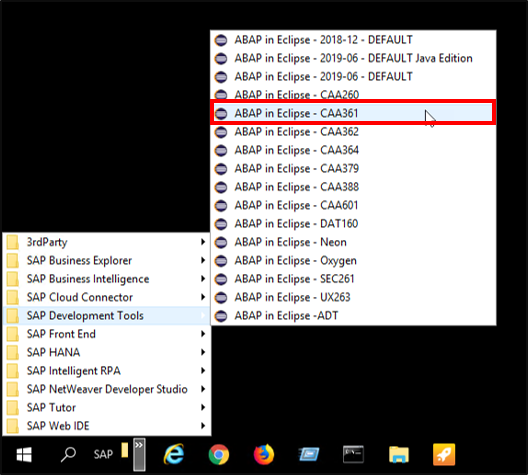 ABAP in Eclipse - 2018-12 - DEFAULT
ABAP in Eclipse - 2019-06 - DEFAULT Java Edition
ABAP in Eclipse - 2019-06 - DEFAULT
ABAP in Eclipse - CAA260
ABAP in Eclipse - CAA361
ABAP in Eclipse - CAA362
ABAP in Eclipse - CAA364
ABAP in Eclipse - CAA379
ABAP in Eclipse - CAA388
ABAP in Eclipse - CAA601
ABAP in Eclipse - DAT160
ABAP in Eclipse - Neon
ABAP in Eclipse - Oxygen
ABAP in Eclipse - SEC261
ABAP in Eclipse - UX263
ABAP in Eclipse -ADT
3rdParty
SAP Business Explorer
SAP Business Intelligence
SAP Cloud Connector
SAP Development Tools
SAP Front End
SAP HANA
SAP Intelligent RPA
SAP NetWeaver Developer Studio
SAP Tutor
SAP Web IDE
SAP